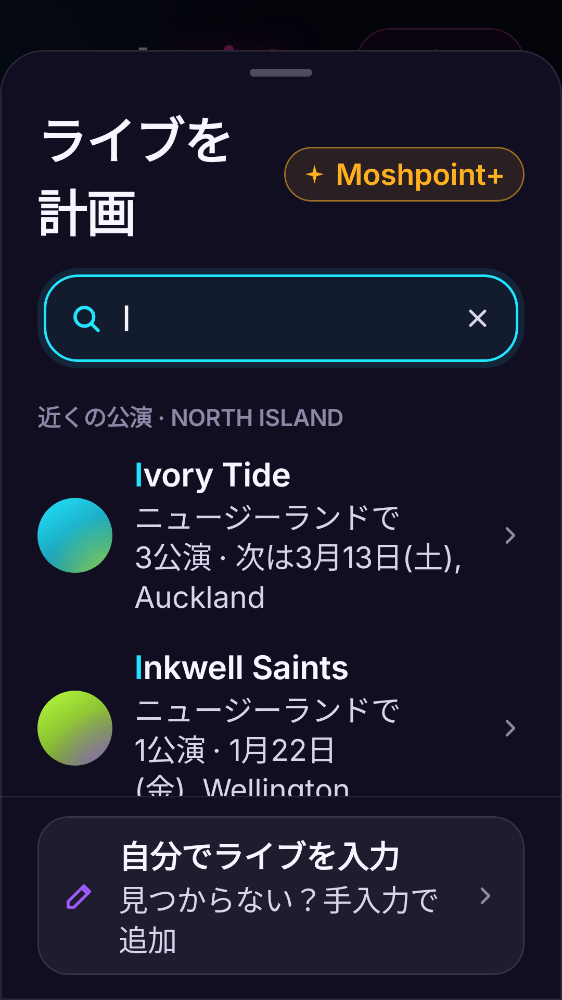 ライブを
計画
Moshpoint+
I
近くの公演 · NORTH ISLAND
Ivory Tide
ニュージーランドで
3公演 · 次は3月13日(土),
Auckland
Inkwell Saints
ニュージーランドで
1公演 · 1月22日
(金), Wellington
自分でライブを入力
見つからない？手入力で
追加